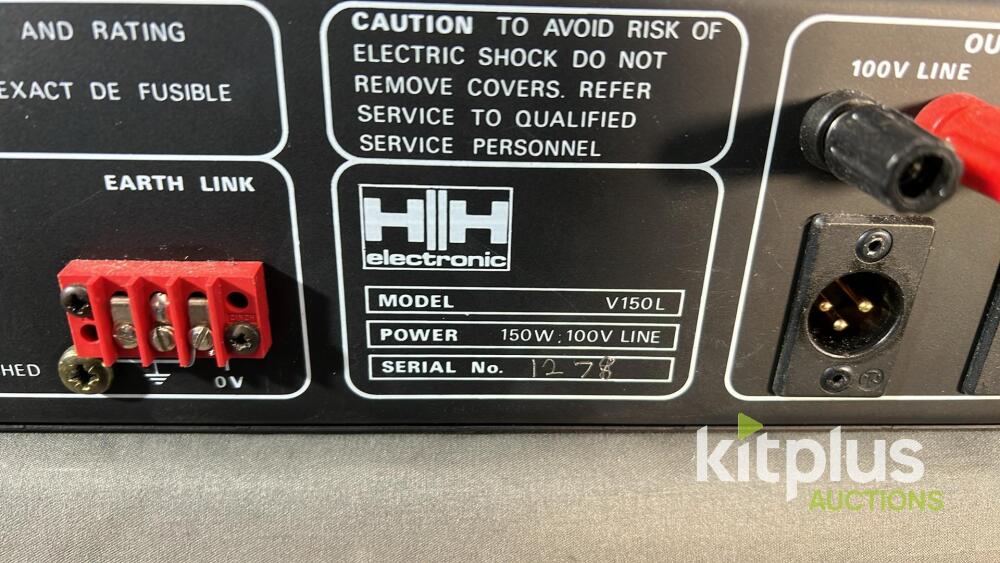 AND RATING
EXACT DE FUSIBLE
EARTH LINK
CINCH
HED
0V
CAUTION TO AVOID RISK OF
ELECTRIC SHOCK DO NOT
REMOVE COVERS. REFER
SERVICE TO QUALIFIED
SERVICE PERSONNEL
HH
electronic
MODEL V150L
POWER 150W; 100V LINE
SERIAL No. 1278
OU
100V LINE
kitplus
AUCTIONS